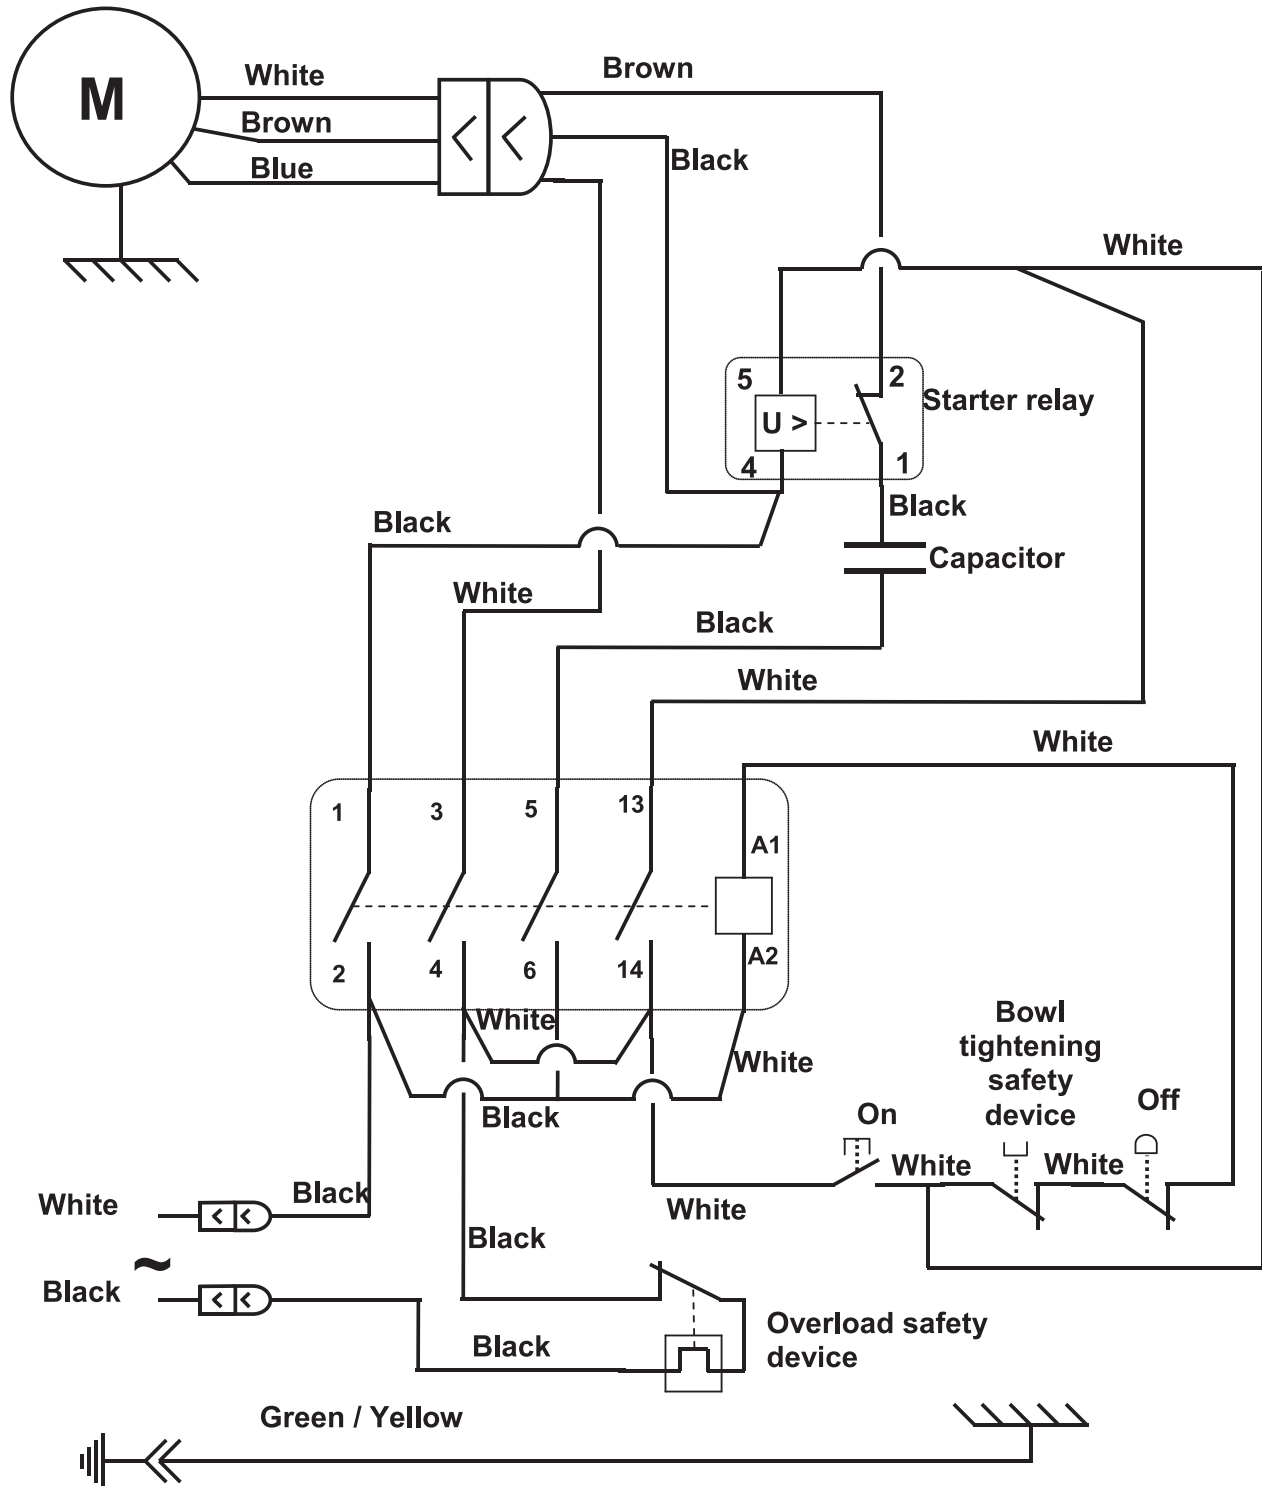 M
White
Brown
Blue
Brown
Black
White
5
2
Starter relay
U >
4
1
Black
Black
Capacitor
White
Black
White
White
1
3
5
13
A1
2
4
6
14
A2
White
White
Black
Bowl
tightening
safety
device
Off
On
White
White
White
White
Black
Black
~
Black
Black
Overload safety
device
Green / Yellow